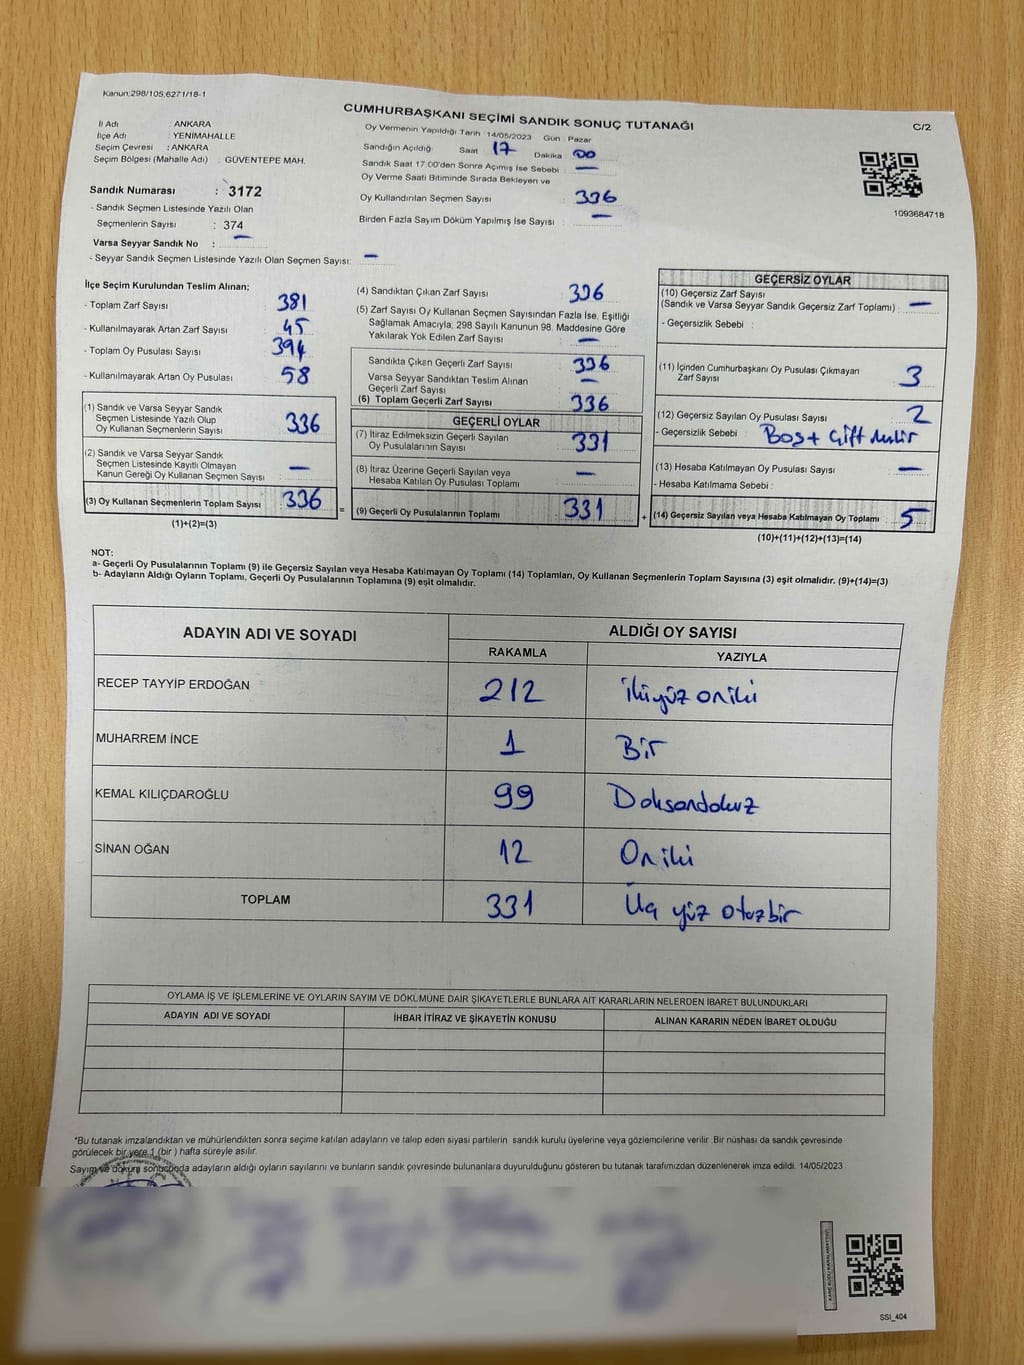 Kanun:298/105,6271/18-1
CUMHURBAŞKANI SEÇİMİ SANDIK SONUÇ TUTANAĞI
C/2
İl Adı : ANKARA
İlçe Adı : YENİMAHALLE
Seçim Çevresi : ANKARA
Seçim Bölgesi (Mahalle Adı) : GÜVENTEPE MAH.
Oy Vermenin Yapıldığı Tarih :14/05/2023 Gün : Pazar
Sandığın Açıldığı Saat 17 Dakika 00
Sandık Saat 17:00'den Sonra Açımış İse Sebebi : —
Oy Verme Saati Bitiminde Sırada Bekleyen ve
Oy Kullandırılan Seçmen Sayısı : 336
Birden Fazla Sayım Döküm Yapılmış İse Sayısı : —
1093684718
Sandık Numarası : 3172
- Sandık Seçmen Listesinde Yazılı Olan
Seçmenlerin Sayısı : 374
Varsa Seyyar Sandık No : —
- Seyyar Sandık Seçmen Listesinde Yazılı Olan Seçmen Sayısı: —
İlçe Seçim Kurulundan Teslim Alınan;
- Toplam Zarf Sayısı 381
- Kullanılmayarak Artan Zarf Sayısı : 45
- Toplam Oy Pusulası Sayısı 394
- Kullanılmayarak Artan Oy Pusulası : 58
(1) Sandık ve Varsa Seyyar Sandık
Seçmen Listesinde Yazılı Olup
Oy Kullanan Seçmenlerin Sayısı : 336
(2) Sandık ve Varsa Seyyar Sandık
Seçmen Listesinde Kayıtlı Olmayan
Kanun Gereği Oy Kullanan Seçmen Sayısı : —
(3) Oy Kullanan Seçmenlerin Toplam Sayısı : 336
(1)+(2)=(3)
=
(4) Sandıktan Çıkan Zarf Sayısı : 336
(5) Zarf Sayısı Oy Kullanan Seçmen Sayısından Fazla İse, Eşitliği
Sağlamak Amacıyla, 298 Sayılı Kanunun 98. Maddesine Göre
Yakılarak Yok Edilen Zarf Sayısı : —
Sandıkta Çıkan Geçerli Zarf Sayısı : 336
Varsa Seyyar Sandıktan Teslim Alınan
Geçerli Zarf Sayısı : —
(6) Toplam Geçerli Zarf Sayısı : 336
GEÇERLİ OYLAR
(7) İtiraz Edilmeksizin Geçerli Sayılan
Oy Pusulalarının Sayısı : 331
(8) İtiraz Üzerine Geçerli Sayılan veya
Hesaba Katılan Oy Pusulası Toplamı : —
(9) Geçerli Oy Pusulalarının Toplamı : 331
+
GEÇERSİZ OYLAR
(10) Geçersiz Zarf Sayısı
(Sandık ve Varsa Seyyar Sandık Geçersiz Zarf Toplamı) : —
- Geçersizlik Sebebi :
(11) İçinden Cumhurbaşkanı Oy Pusulası Çıkmayan
Zarf Sayısı : 3
(12) Geçersiz Sayılan Oy Pusulası Sayısı : 2
- Geçersizlik Sebebi : Boş + Çift mühür
(13) Hesaba Katılmayan Oy Pusulası Sayısı : —
- Hesaba Katılmama Sebebi :
(14) Geçersiz Sayılan veya Hesaba Katılmayan Oy Toplamı : 5
(10)+(11)+(12)+(13)=(14)
NOT:
a- Geçerli Oy Pusulalarının Toplamı (9) ile Geçersiz Sayılan veya Hesaba Katılmayan Oy Toplamı (14) Toplamları, Oy Kullanan Seçmenlerin Toplam Sayısına (3) eşit olmalıdır. (9)+(14)=(3)
b- Adayların Aldığı Oyların Toplamı, Geçerli Oy Pusulalarının Toplamına (9) eşit olmalıdır.
ADAYIN ADI VE SOYADI
ALDIĞI OY SAYISI
RAKAMLA YAZIYLA
RECEP TAYYİP ERDOĞAN 212 İkiyüz oniki
MUHARREM İNCE 1 Bir
KEMAL KILIÇDAROĞLU 99 Doksandokuz
SİNAN OĞAN 12 Oniki
TOPLAM 331 Üç yüz otuzbir
OYLAMA İŞ VE İŞLEMLERİNE VE OYLARIN SAYIM VE DÖKÜMÜNE DAİR ŞİKAYETLERLE BUNLARA AİT KARARLARIN NELERDEN İBARET BULUNDUKLARI
ADAYIN ADI VE SOYADI İHBAR İTİRAZ VE ŞİKAYETİN KONUSU ALINAN KARARIN NEDEN İBARET OLDUĞU
*Bu tutanak imzalandıktan ve mühürlendikten sonra seçime katılan adayların ve talep eden siyasi partilerin sandık kurulu üyelerine veya gözlemcilerine verilir .Bir nüshası da sandık çevresinde
görülecek bir yere 1 (bir ) hafta süreyle asılır.
Sayım ve döküm sonucunda adayların aldığı oyların sayılarını ve bunların sandık çevresinde bulunanlara duyurulduğunu gösteren bu tutanak tarafımızdan düzenlenerek imza edildi. 14/05/2023
SSI_404